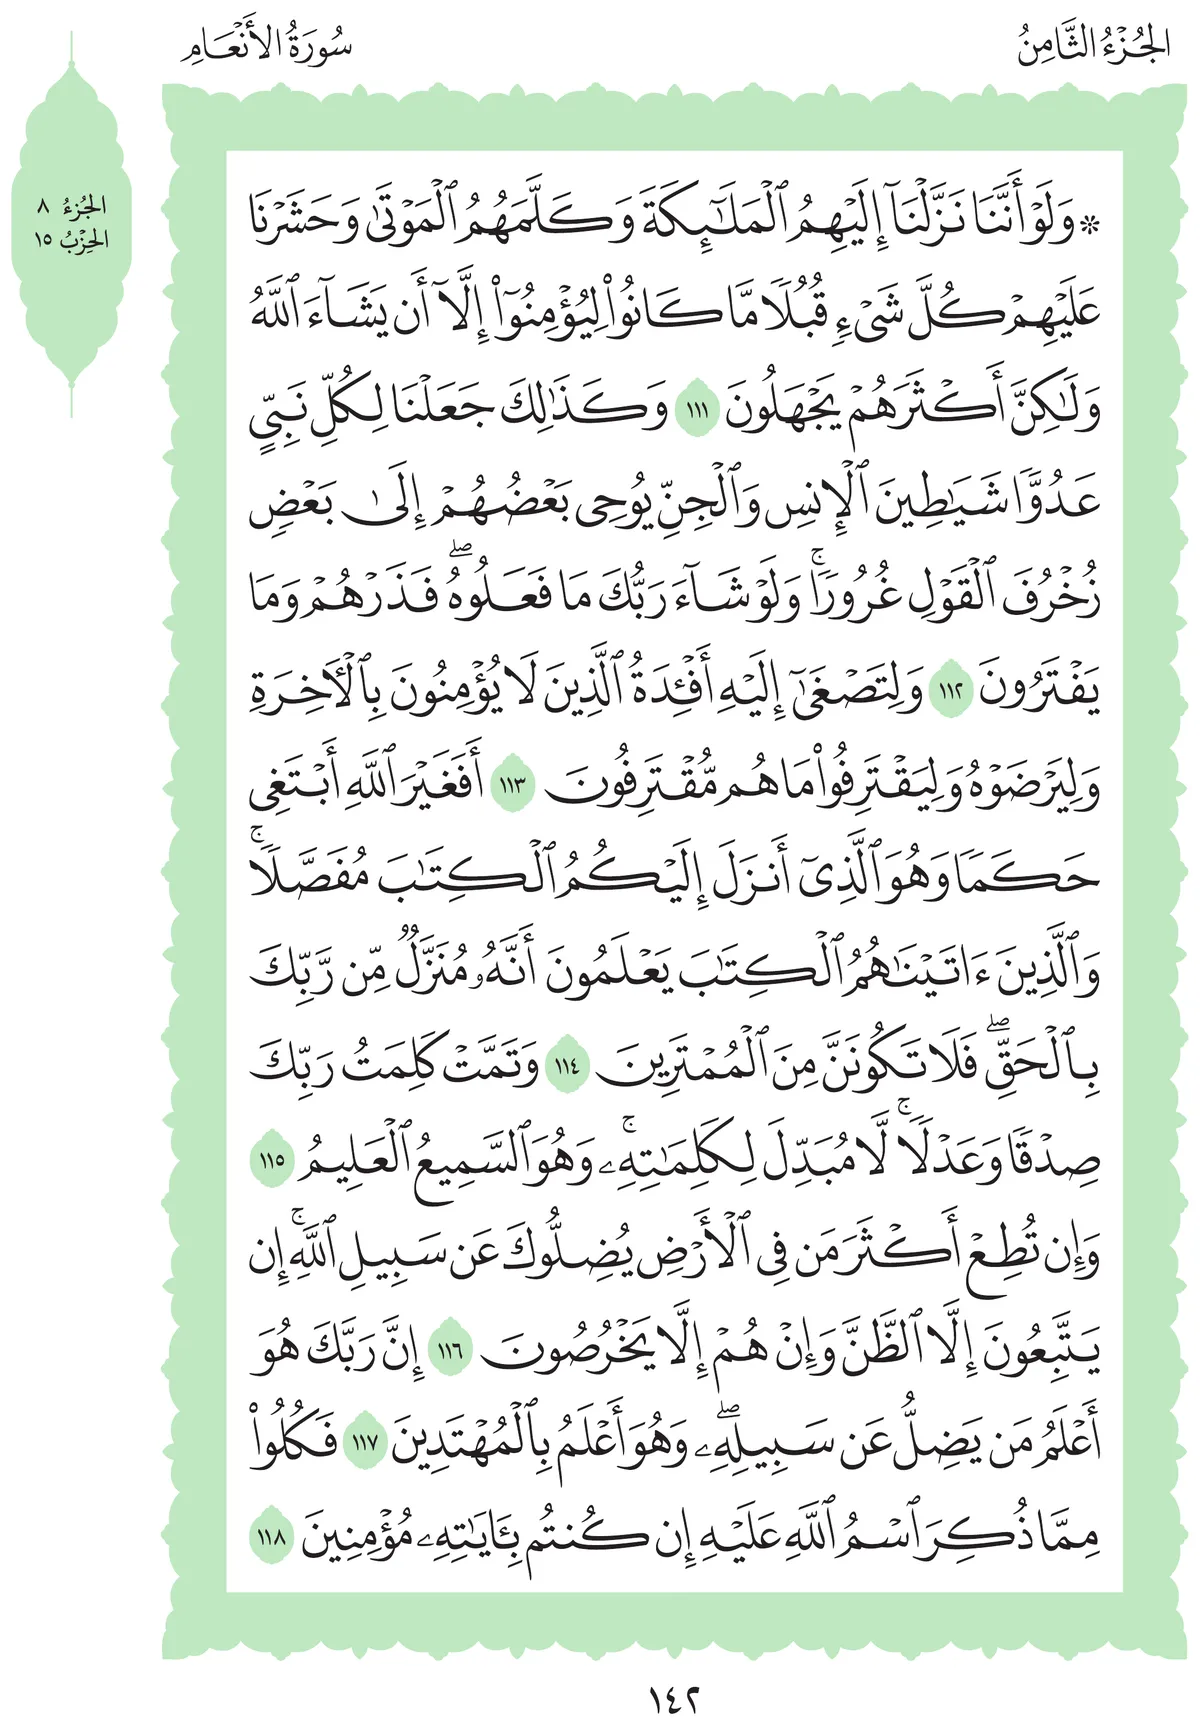 الجُزْءُ الثَّامِنُ
سُورَةُ الأَنْعَامِ
الجُزءُ ٨
الحِزْبُ ١٥
۞ وَلَوْ أَنَّنَا نَزَّلْنَآ إِلَيْهِمُ ٱلْمَلَٰٓئِكَةَ وَكَلَّمَهُمُ ٱلْمَوْتَىٰ وَحَشَرْنَا
عَلَيْهِمْ كُلَّ شَىْءٍ قُبُلًا مَّا كَانُوا۟ لِيُؤْمِنُوٓا۟ إِلَّآ أَن يَشَآءَ ٱللَّهُ
وَلَٰكِنَّ أَكْثَرَهُمْ يَجْهَلُونَ ١١١ وَكَذَٰلِكَ جَعَلْنَا لِكُلِّ نَبِىٍّ
عَدُوًّا شَيَٰطِينَ ٱلْإِنسِ وَٱلْجِنِّ يُوحِى بَعْضُهُمْ إِلَىٰ بَعْضٍ
زُخْرُفَ ٱلْقَوْلِ غُرُورًا ۚ وَلَوْ شَآءَ رَبُّكَ مَا فَعَلُوهُ ۖ فَذَرْهُمْ وَمَا
يَفْتَرُونَ ١١٢ وَلِتَصْغَىٰٓ إِلَيْهِ أَفْـِٔدَةُ ٱلَّذِينَ لَا يُؤْمِنُونَ بِٱلْـَٔاخِرَةِ
وَلِيَرْضَوْهُ وَلِيَقْتَرِفُوا۟ مَا هُم مُّقْتَرِفُونَ ١١٣ أَفَغَيْرَ ٱللَّهِ أَبْتَغِى
حَكَمًا وَهُوَ ٱلَّذِىٓ أَنزَلَ إِلَيْكُمُ ٱلْكِتَٰبَ مُفَصَّلًا ۚ
وَٱلَّذِينَ ءَاتَيْنَٰهُمُ ٱلْكِتَٰبَ يَعْلَمُونَ أَنَّهُۥ مُنَزَّلٌ مِّن رَّبِّكَ
بِٱلْحَقِّ ۖ فَلَا تَكُونَنَّ مِنَ ٱلْمُمْتَرِينَ ١١٤ وَتَمَّتْ كَلِمَتُ رَبِّكَ
صِدْقًا وَعَدْلًا ۚ لَّا مُبَدِّلَ لِكَلِمَٰتِهِۦ ۚ وَهُوَ ٱلسَّمِيعُ ٱلْعَلِيمُ ١١٥
وَإِن تُطِعْ أَكْثَرَ مَن فِى ٱلْأَرْضِ يُضِلُّوكَ عَن سَبِيلِ ٱللَّهِ ۚ إِن
يَتَّبِعُونَ إِلَّا ٱلظَّنَّ وَإِنْ هُمْ إِلَّا يَخْرُصُونَ ١١٦ إِنَّ رَبَّكَ هُوَ
أَعْلَمُ مَن يَضِلُّ عَن سَبِيلِهِۦ ۖ وَهُوَ أَعْلَمُ بِٱلْمُهْتَدِينَ ١١٧ فَكُلُوا۟
مِمَّا ذُكِرَ ٱسْمُ ٱللَّهِ عَلَيْهِ إِن كُنتُم بِـَٔايَٰتِهِۦ مُؤْمِنِينَ ١١٨
١٤٢